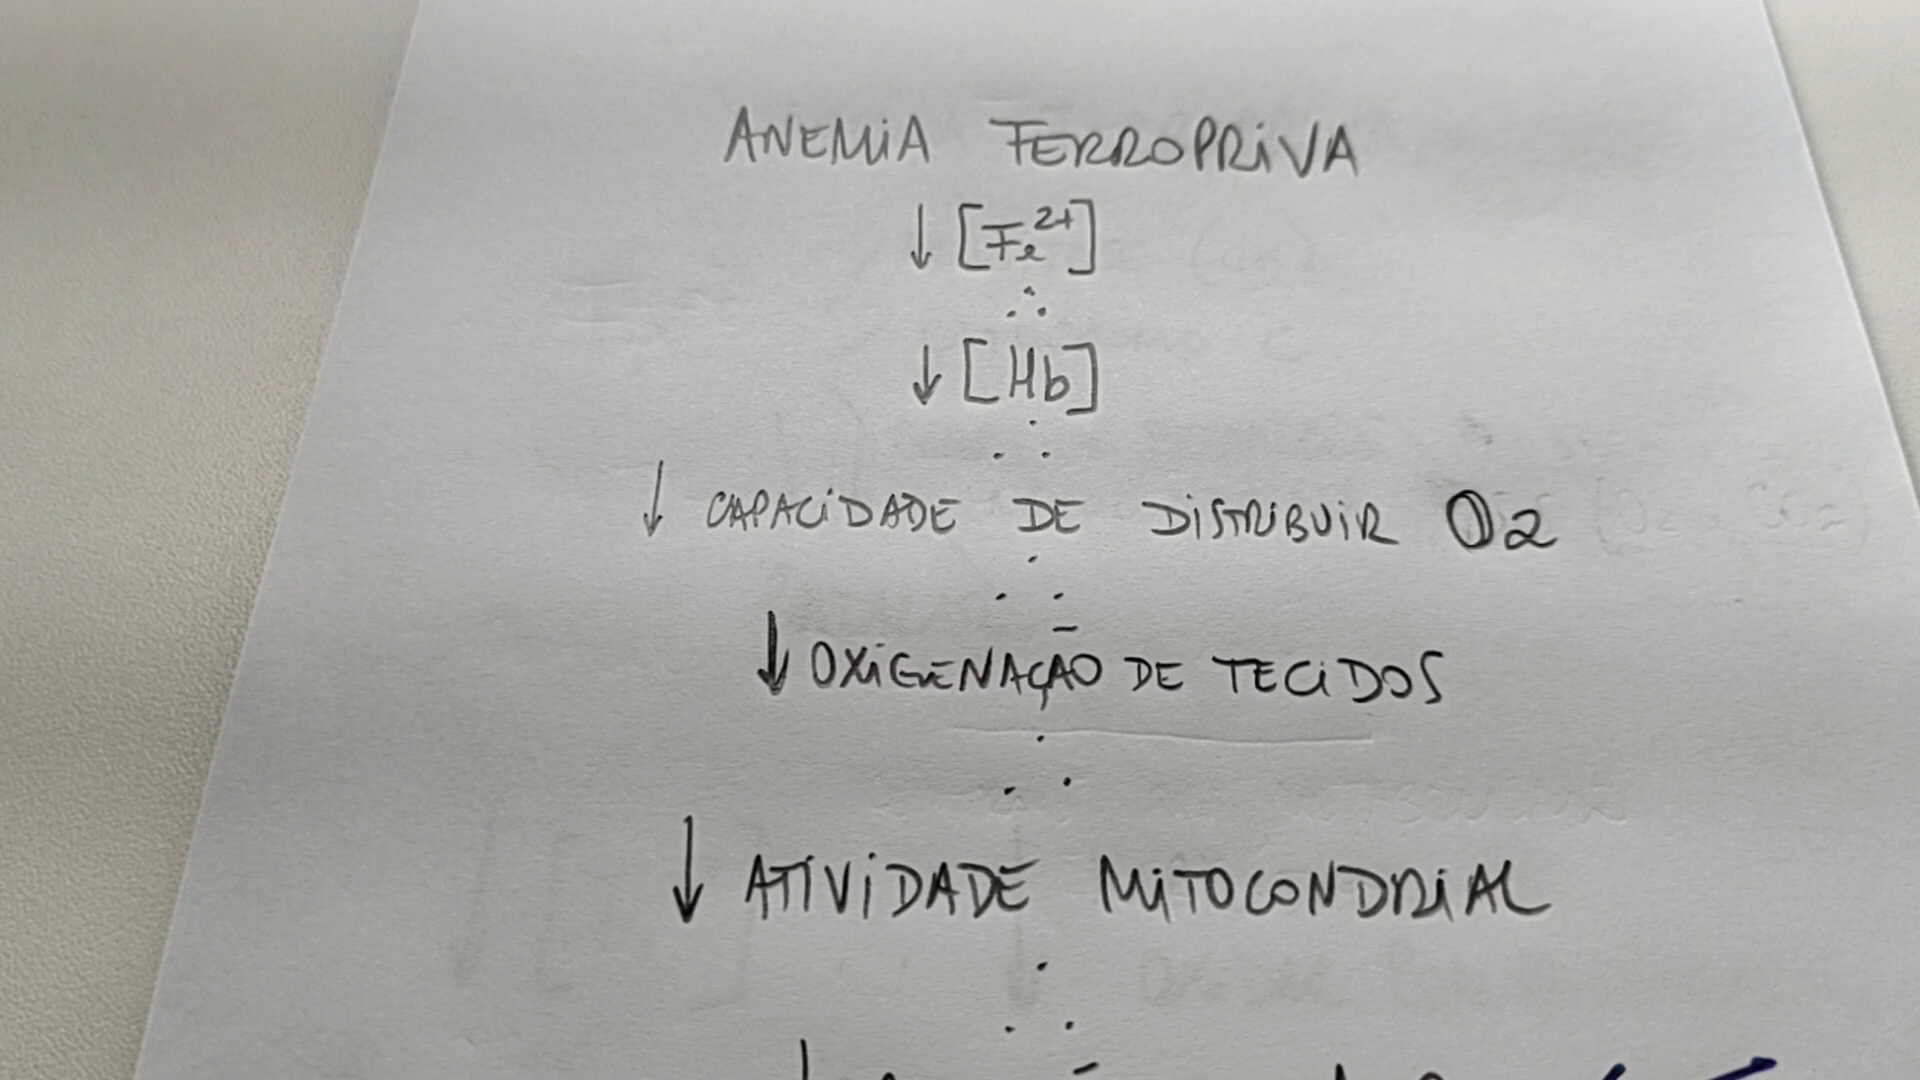 ANEMIA FERROPRIVA
↓ [Fe²⁺]
∴
↓ [Hb]
∴
↓ CAPACIDADE DE DISTRIBUIR O2
∴
↓ OXIGENAÇÃO DE TECIDOS
∴
↓ ATIVIDADE MITOCONDRIAL
∴